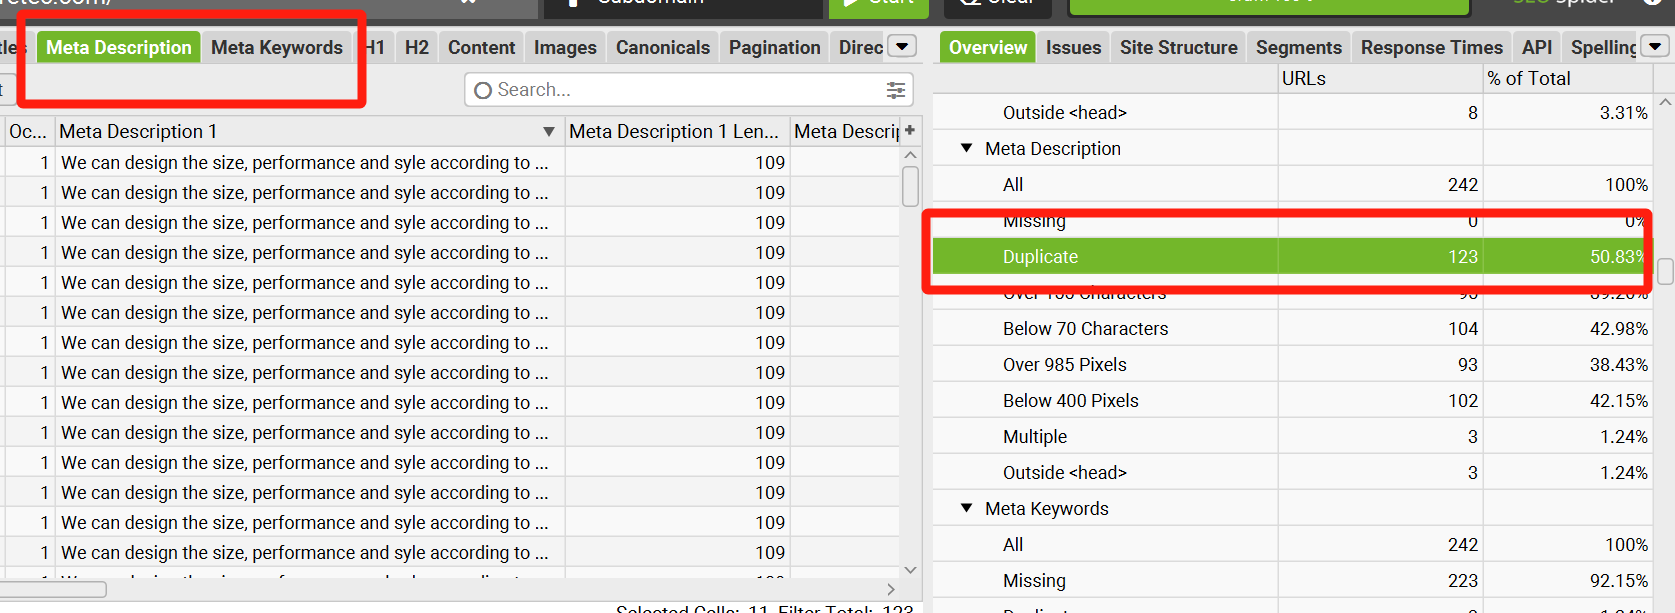 Subdomain
Start
Clear
Meta Description Meta Keywords H1 H2 Content Images Canonicals Pagination Direc
Overview Issues Site Structure Segments Response Times API Spelling
Search...
URLs % of Total
Oc... Meta Description 1 Meta Description 1 Len... Meta Descrip
1 We can design the size, performance and syle according to ... 109
1 We can design the size, performance and syle according to ... 109
1 We can design the size, performance and syle according to ... 109
1 We can design the size, performance and syle according to ... 109
1 We can design the size, performance and syle according to ... 109
1 We can design the size, performance and syle according to ... 109
1 We can design the size, performance and syle according to ... 109
1 We can design the size, performance and syle according to ... 109
1 We can design the size, performance and syle according to ... 109
1 We can design the size, performance and syle according to ... 109
1 We can design the size, performance and syle according to ... 109
1 We can design the size, performance and syle according to ... 109
1 We can design the size, performance and syle according to ... 109
1 We can design the size, performance and syle according to ... 109
Selected Cells: 11 Filter Total: 123
Outside <head> 8 3.31%
Meta Description
All 242 100%
Missing 0 0%
Duplicate 123 50.83%
Over 155 Characters
Below 70 Characters 104 42.98%
Over 985 Pixels 93 38.43%
Below 400 Pixels 102 42.15%
Multiple 3 1.24%
Outside <head> 3 1.24%
Meta Keywords
All 242 100%
Missing 223 92.15%